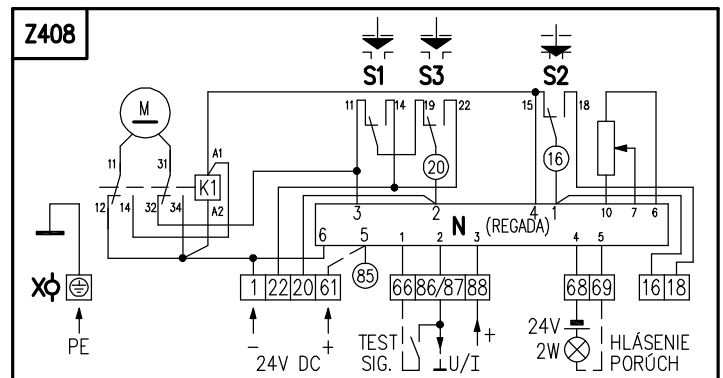 Z408
S1 S3 S2
M
11 14 19 22 15 18
11 31 A1
K1
20 16
12 14 32 34 A2
3 2 4 1 10 7 6
N (REGADA)
6 5 1 2 3 4 5
85
X
1 22 20 61 66 86/87 88 68 69 16 18
PE
- +
24V DC
TEST
SIG.
U/I
+
24V
2W
HLÁSENIE
PORÚCH